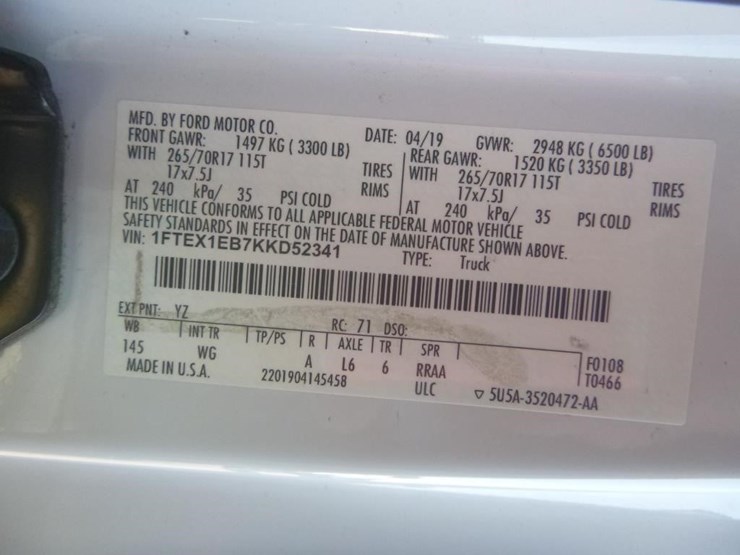 MFD. BY FORD MOTOR CO.
DATE: 04/19 GVWR: 2948 KG ( 6500 LB)
FRONT GAWR: 1497 KG ( 3300 LB) REAR GAWR: 1520 KG ( 3350 LB)
WITH 265/70R17 115T TIRES WITH 265/70R17 115T TIRES
17x7.5J RIMS 17x7.5J RIMS
AT 240 kPa/ 35 PSI COLD AT 240 kPa/ 35 PSI COLD
THIS VEHICLE CONFORMS TO ALL APPLICABLE FEDERAL MOTOR VEHICLE
SAFETY STANDARDS IN EFFECT ON THE DATE OF MANUFACTURE SHOWN ABOVE.
VIN: 1FTEX1EB7KKD52341 TYPE: Truck
EXT PNT: YZ RC: 71 DSO:
WB INT TR TP/PS R AXLE TR SPR F0108
145 WG A L6 6 RRAA T0466
MADE IN U.S.A. 2201904145458 ULC ▽ 5U5A-3520472-AA